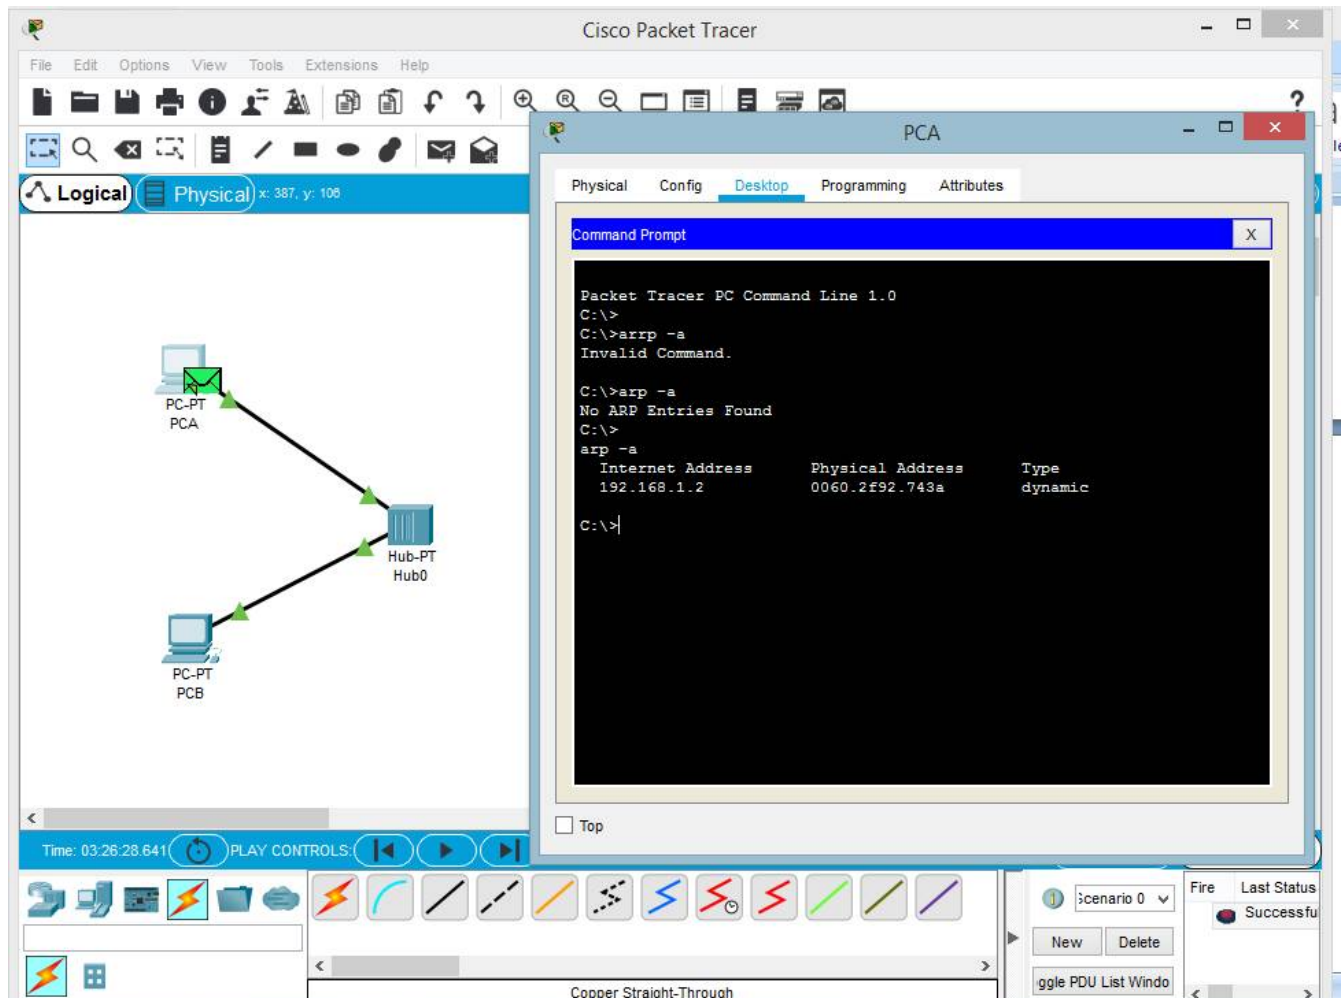 Cisco Packet Tracer
File Edit Options View Tools Extensions Help
Logical Physical x: 387, y: 106
PC-PT
PCA
Hub-PT
Hub0
PC-PT
PCB
PCA
Physical Config Desktop Programming Attributes
Command Prompt X
Packet Tracer PC Command Line 1.0
C:\>
C:\>arrp -a
Invalid Command.
C:\>arp -a
No ARP Entries Found
C:\>
arp -a
Internet Address Physical Address Type
192.168.1.2 0060.2f92.743a dynamic
C:\>
Top
Time: 03:26:28.641 PLAY CONTROLS:
Scenario 0
Fire Last Status
Successfu
New Delete
ggle PDU List Windo
Copper Straight-Through